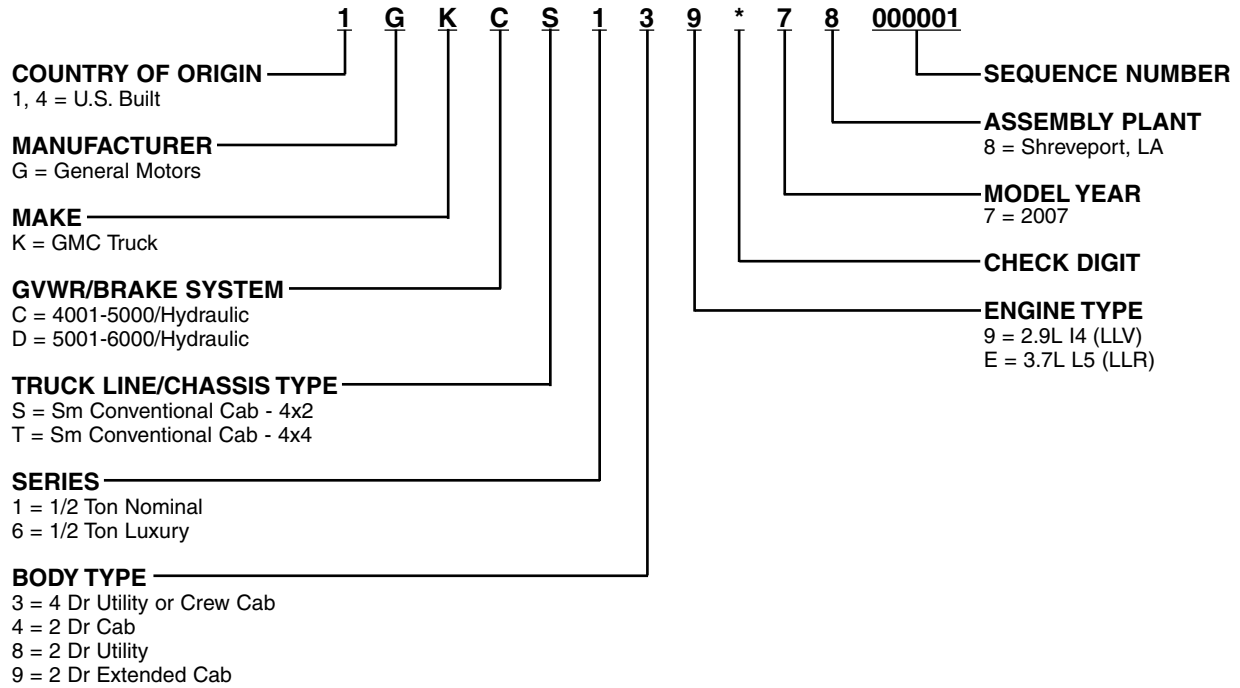 1 G K C S 1 3 9 * 7 8 000001
COUNTRY OF ORIGIN
1, 4 = U.S. Built
MANUFACTURER
G = General Motors
MAKE
K = GMC Truck
GVWR/BRAKE SYSTEM
C = 4001-5000/Hydraulic
D = 5001-6000/Hydraulic
TRUCK LINE/CHASSIS TYPE
S = Sm Conventional Cab - 4x2
T = Sm Conventional Cab - 4x4
SERIES
1 = 1/2 Ton Nominal
6 = 1/2 Ton Luxury
BODY TYPE
3 = 4 Dr Utility or Crew Cab
4 = 2 Dr Cab
8 = 2 Dr Utility
9 = 2 Dr Extended Cab
SEQUENCE NUMBER
ASSEMBLY PLANT
8 = Shreveport, LA
MODEL YEAR
7 = 2007
CHECK DIGIT
ENGINE TYPE
9 = 2.9L I4 (LLV)
E = 3.7L L5 (LLR)